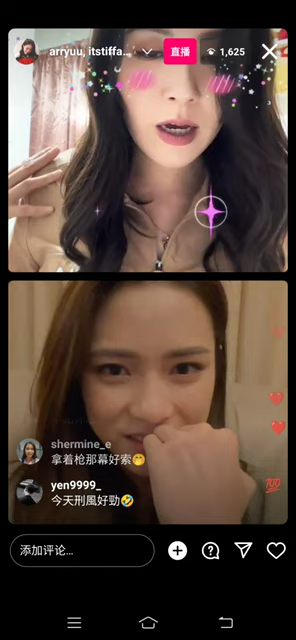 arryuu, itstiffa...
直播
1,625
shermine_e
拿着枪那幕好索🤭
yen9999_
今天刑風好勁🤣
添加评论...